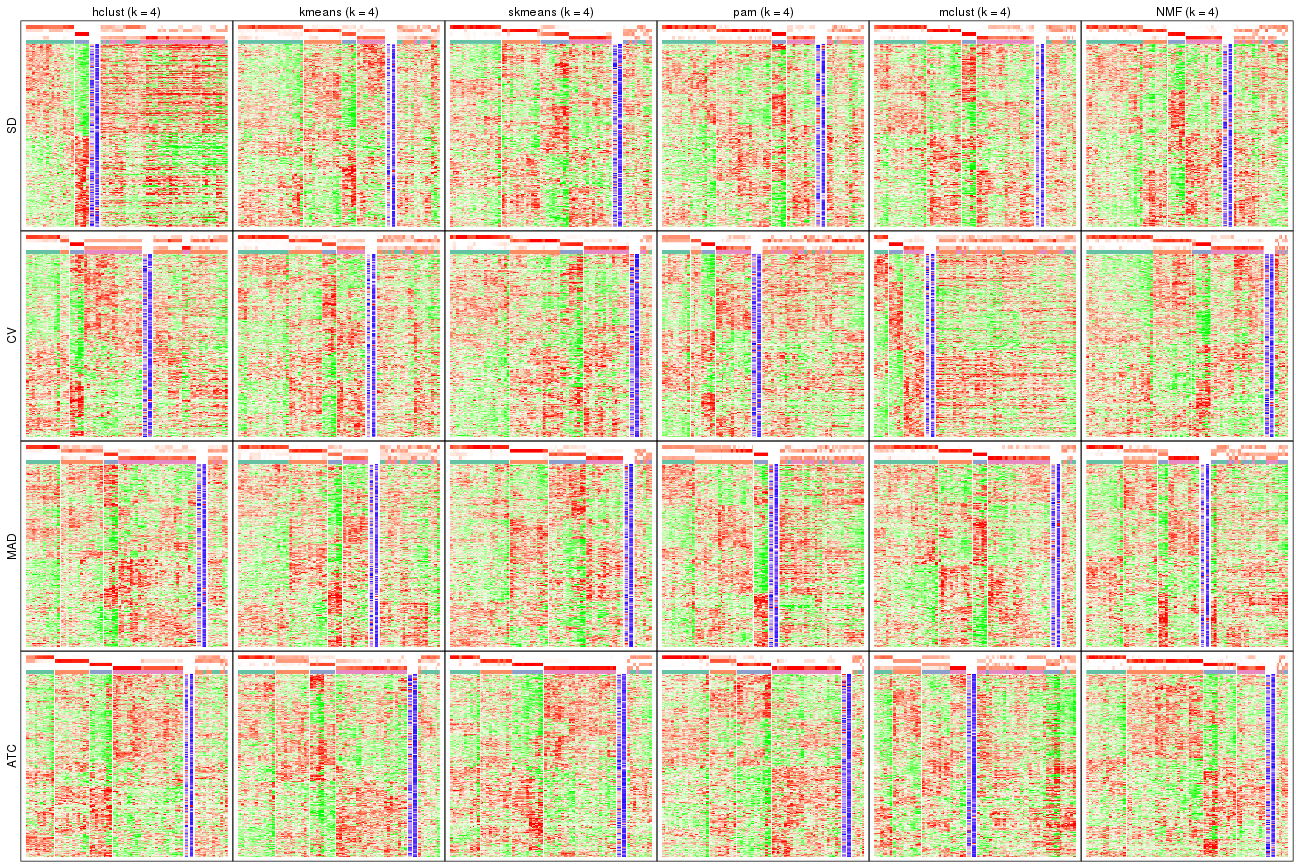 hclust (k = 4) kmeans (k = 4) skmeans (k = 4) pam (k = 4) mclust (k = 4) NMF (k = 4)
SD
CV
MAD
ATC